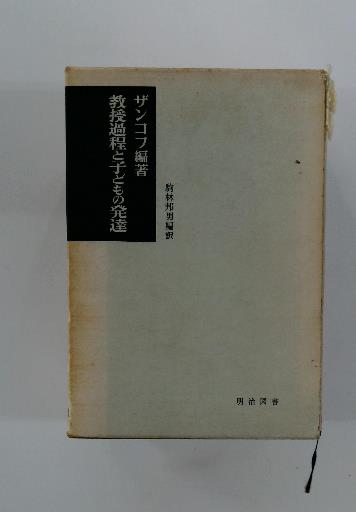 ザンコフ編著
教授過程と子どもの発達
駒林邦男編訳
明治図書